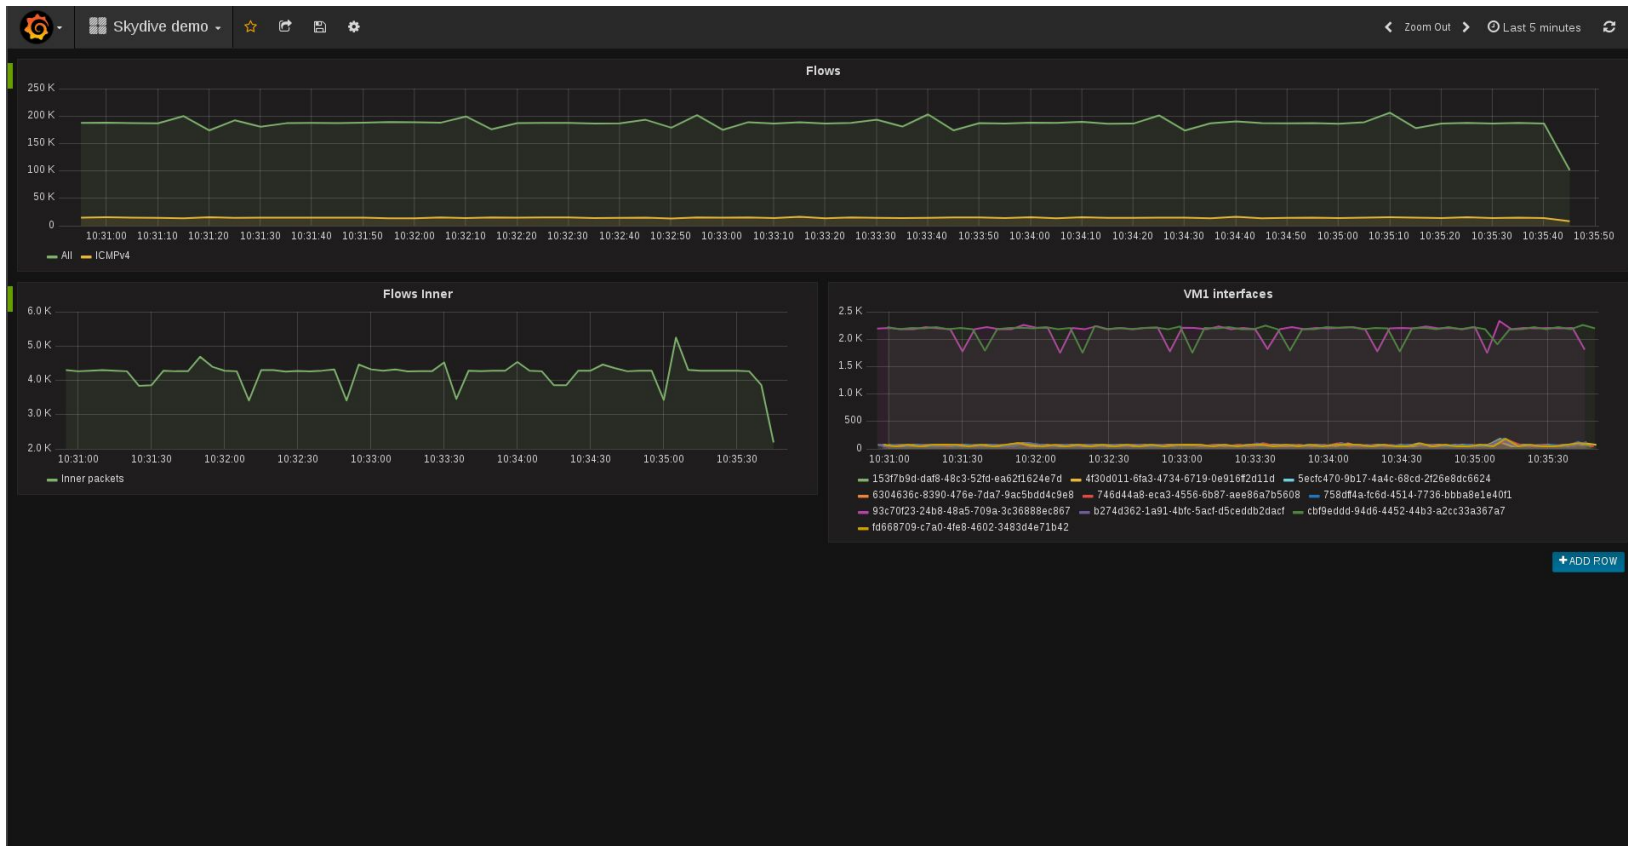 Skydive demo
Zoom Out
Last 5 minutes
Flows
250 K
200 K
150 K
100 K
50 K
0
10:31:00 10:31:10 10:31:20 10:31:30 10:31:40 10:31:50 10:32:00 10:32:10 10:32:20 10:32:30 10:32:40 10:32:50 10:33:00 10:33:10 10:33:20 10:33:30 10:33:40 10:33:50 10:34:00 10:34:10 10:34:20 10:34:30 10:34:40 10:34:50 10:35:00 10:35:10 10:35:20 10:35:30 10:35:40 10:35:50
All ICMPv4
Flows Inner
6.0 K
5.0 K
4.0 K
3.0 K
2.0 K
10:31:00 10:31:30 10:32:00 10:32:30 10:33:00 10:33:30 10:34:00 10:34:30 10:35:00 10:35:30
Inner packets
VM1 interfaces
2.5 K
2.0 K
1.5 K
1.0 K
500
0
10:31:00 10:31:30 10:32:00 10:32:30 10:33:00 10:33:30 10:34:00 10:34:30 10:35:00 10:35:30
153f7b9d-daf8-48c3-52fd-ea62f1624e7d 4f30d011-6fa3-4734-6719-0e916ff2d11d 5ecfc470-9b17-4a4c-68cd-2f26e8dc6624
6304636c-8390-476e-7da7-9ac5bdd4c9e8 746d44a8-eca3-4556-6b87-aee86a7b5608 758dff4a-fc6d-4514-7736-bbba8e1e40f1
93c70f23-24b8-48a5-709a-3c36888ec867 b274d362-1a91-4bfc-5acf-d5ceddb2dacf cbf9eddd-94d6-4452-44b3-a2cc33a367a7
fd668709-c7a0-4fe8-4602-3483d4e71b42
+ADD ROW